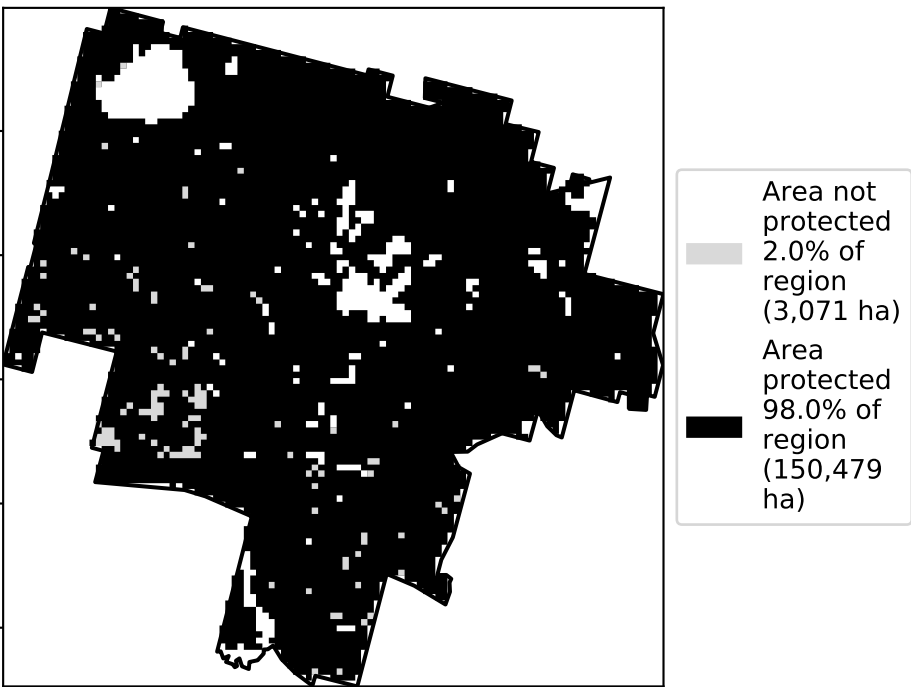 Area not
protected
2.0% of
region
(3,071 ha)
Area
protected
98.0% of
region
(150,479
ha)